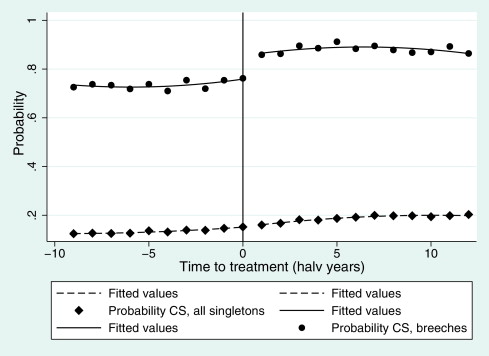 1
.8
.6
.4
.2
Probability
−10 −5 0 5 10
Time to treatment (halv years)
Fitted values Fitted values
Probability CS, all singletons Fitted values
Fitted values Probability CS, breeches